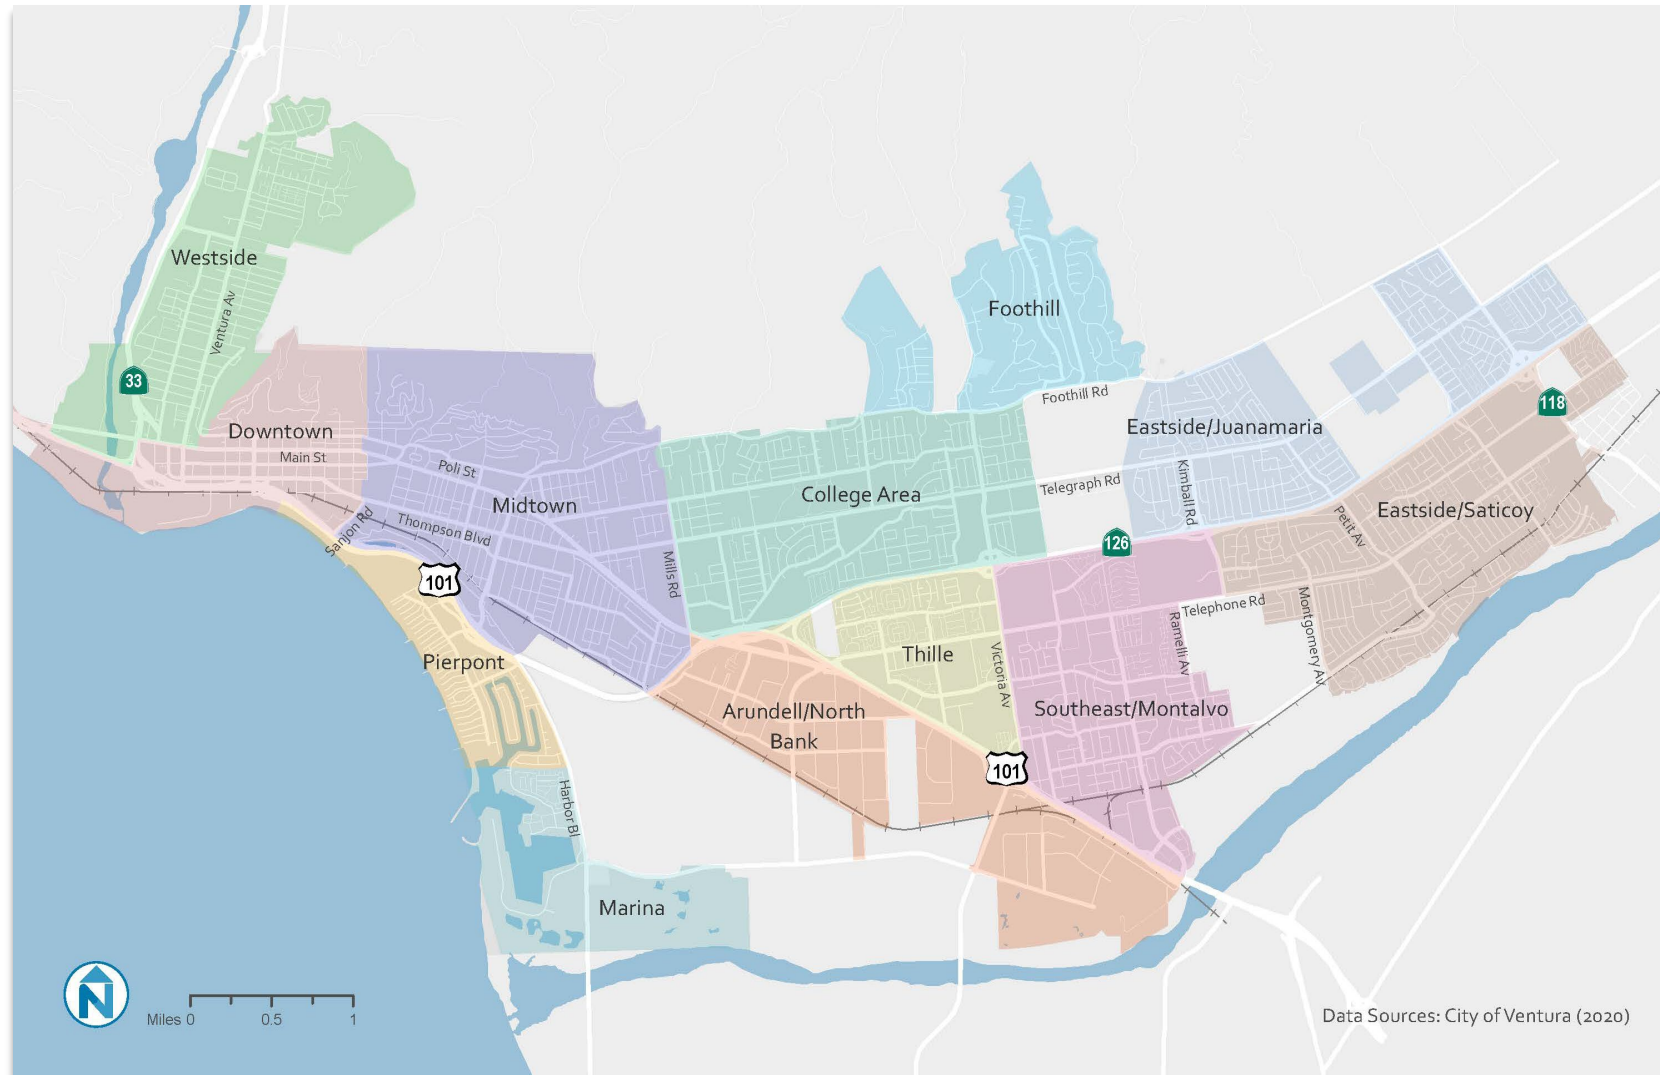 Westside
Ventura Av
33
Downtown
Main St
Poli St
Midtown
Thompson Blvd
Sanjon Rd
101
Mills Rd
Pierpont
College Area
Foothill
Foothill Rd
Eastside/Juanamaria
Telegraph Rd
Kimball Rd
126
118
Eastside/Saticoy
Petit Av
Telephone Rd
Montgomery Av
Ramelli Av
Thille
Victoria Av
Southeast/Montalvo
Arundell/North
Bank
101
Harbor Bl
Marina
N
Miles 0 0.5 1
Data Sources: City of Ventura (2020)